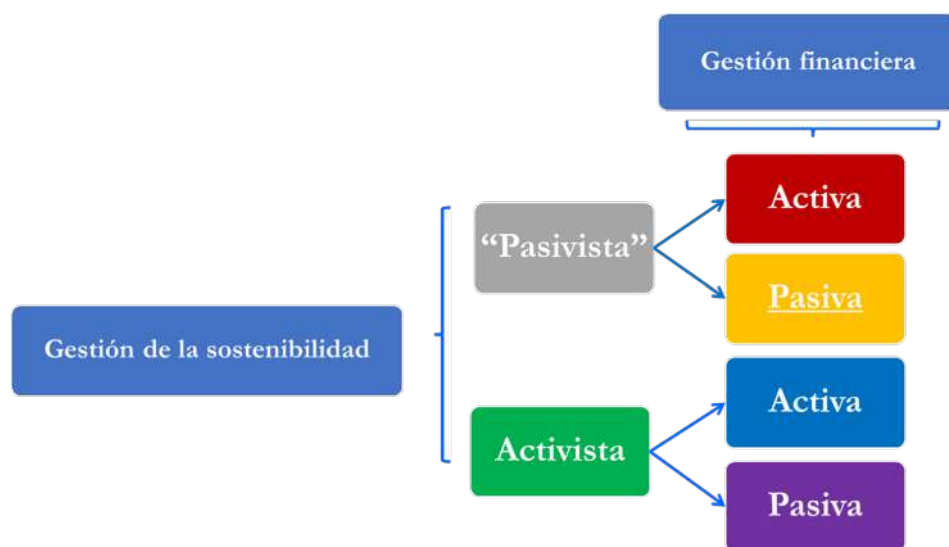 Gestión financiera
Activa
“Pasivista”
Pasiva
Gestión de la sostenibilidad
Activa
Activista
Pasiva